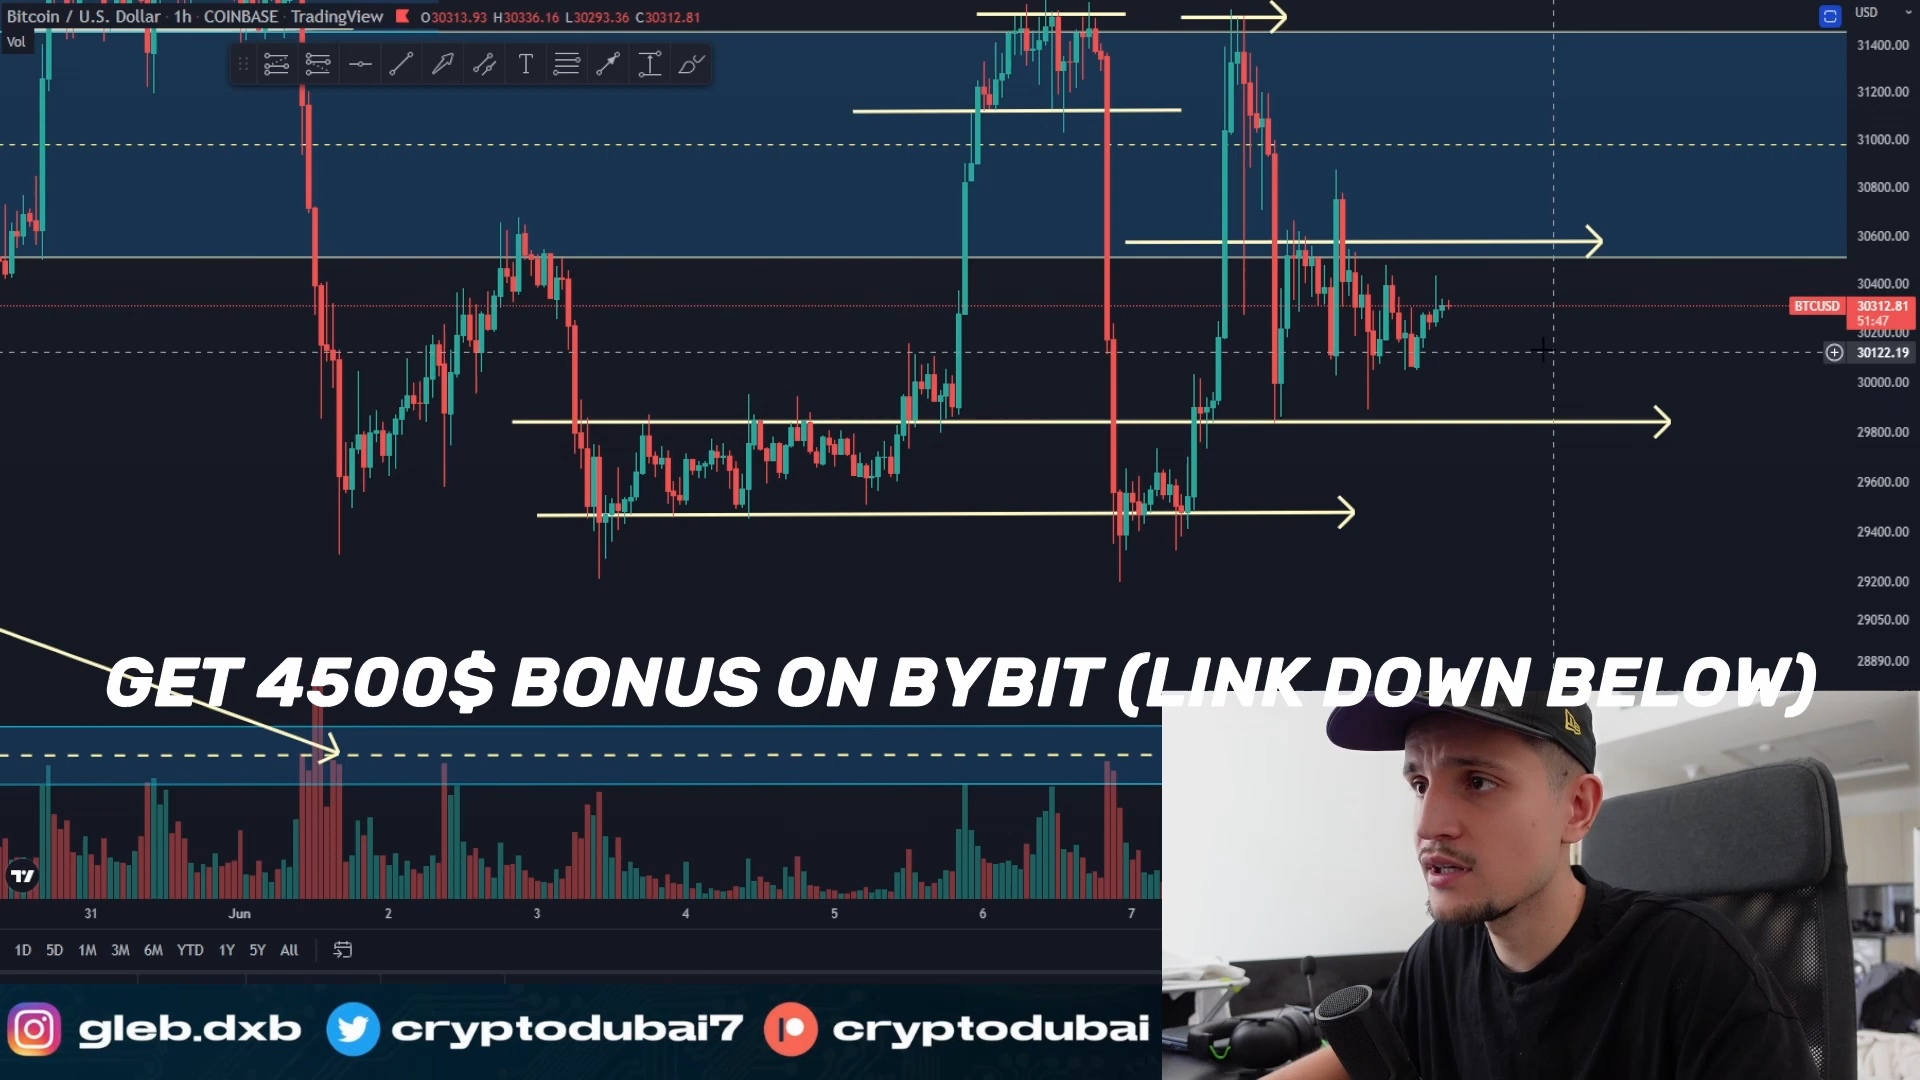 Bitcoin / U.S. Dollar · 1h · COINBASE · TradingView O30313.93 H30336.16 L30293.36 C30312.81
USD
Vol
T
31400.00
31200.00
31000.00
30800.00
30600.00
30400.00
BTCUSD 30312.81
51:47
30200.00
30122.19
30000.00
29800.00
29600.00
29400.00
29200.00
29050.00
28890.00
GET 4500$ BONUS ON BYBIT (LINK DOWN BELOW)
31 Jun 2 3 4 5 6 7
1D 5D 1M 3M 6M YTD 1Y 5Y All
gleb.dxb cryptodubai7 cryptodubai